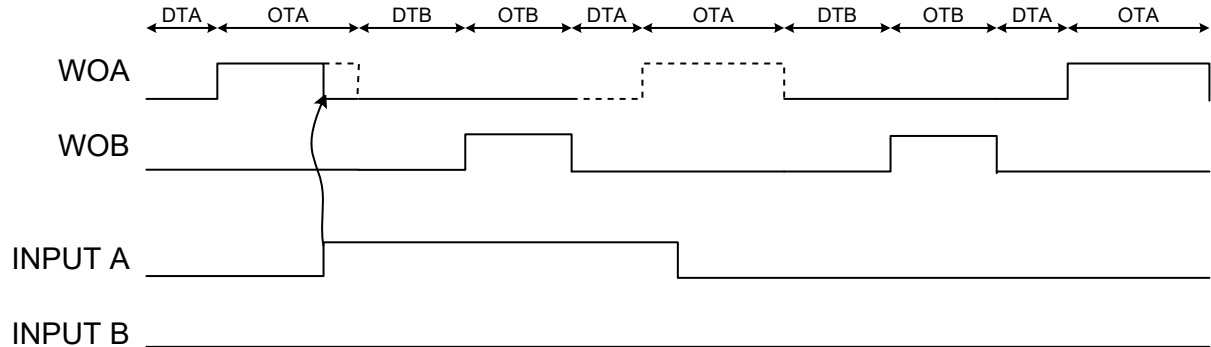 DTA OTA DTB OTB DTA OTA DTB OTB DTA OTA
WOA
WOB
INPUT A
INPUT B